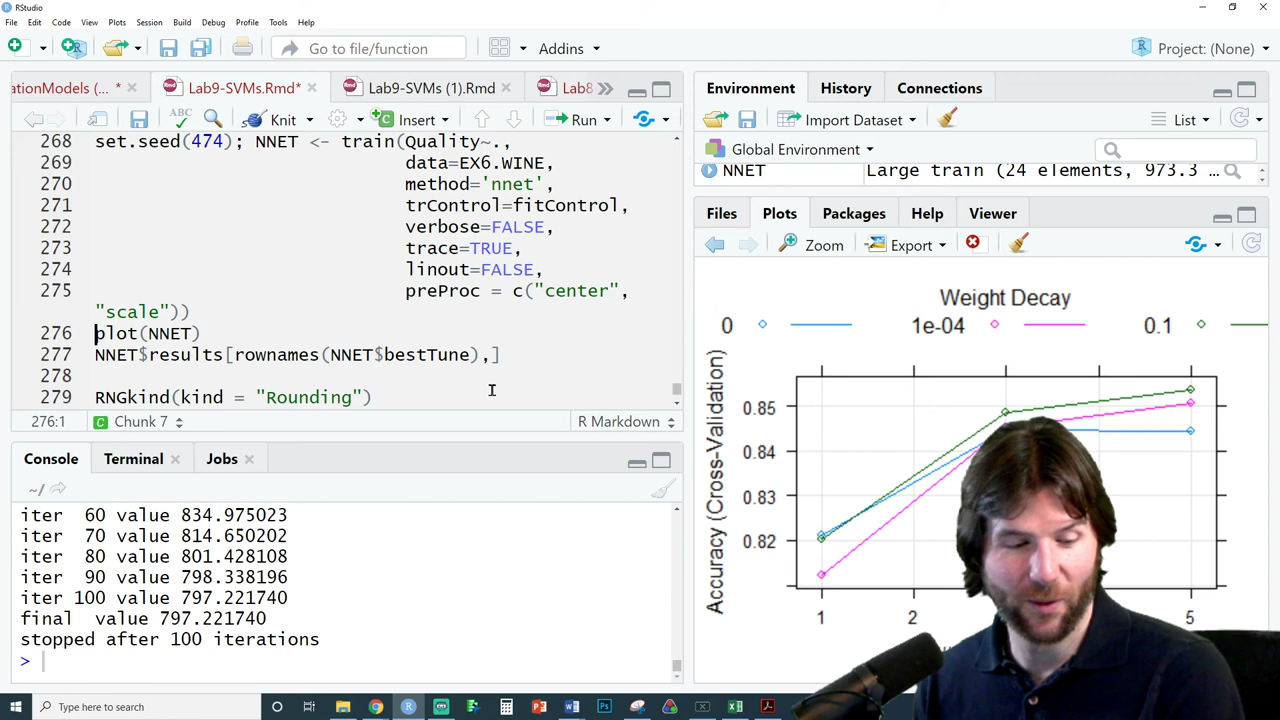 RStudio
File Edit Code View Plots Session Build Debug Profile Tools Help
Go to file/function
Addins
Project: (None)
ationModels (... *
Lab9-SVMs.Rmd*
Lab9-SVMs (1).Rmd
Lab8
ABC
Knit
Insert
Run
268 set.seed(474); NNET <- train(Quality~.,
269 data=EX6.WINE,
270 method='nnet',
271 trControl=fitControl,
272 verbose=FALSE,
273 trace=TRUE,
274 linout=FALSE,
275 preProc = c("center",
"scale"))
276 plot(NNET)
277 NNET$results[rownames(NNET$bestTune),]
278
279 RNGkind(kind = "Rounding")
276:1 Chunk 7 R Markdown
Console Terminal Jobs
~/
iter 60 value 834.975023
iter 70 value 814.650202
iter 80 value 801.428108
iter 90 value 798.338196
iter 100 value 797.221740
final value 797.221740
stopped after 100 iterations
>
Environment History Connections
Import Dataset
List
Global Environment
NNET Large train (24 elements, 973.3 ...
Files Plots Packages Help Viewer
Zoom Export
Weight Decay
0 1e-04 0.1
Accuracy (Cross-Validation)
0.85
0.84
0.83
0.82
1 2 5
Type here to search